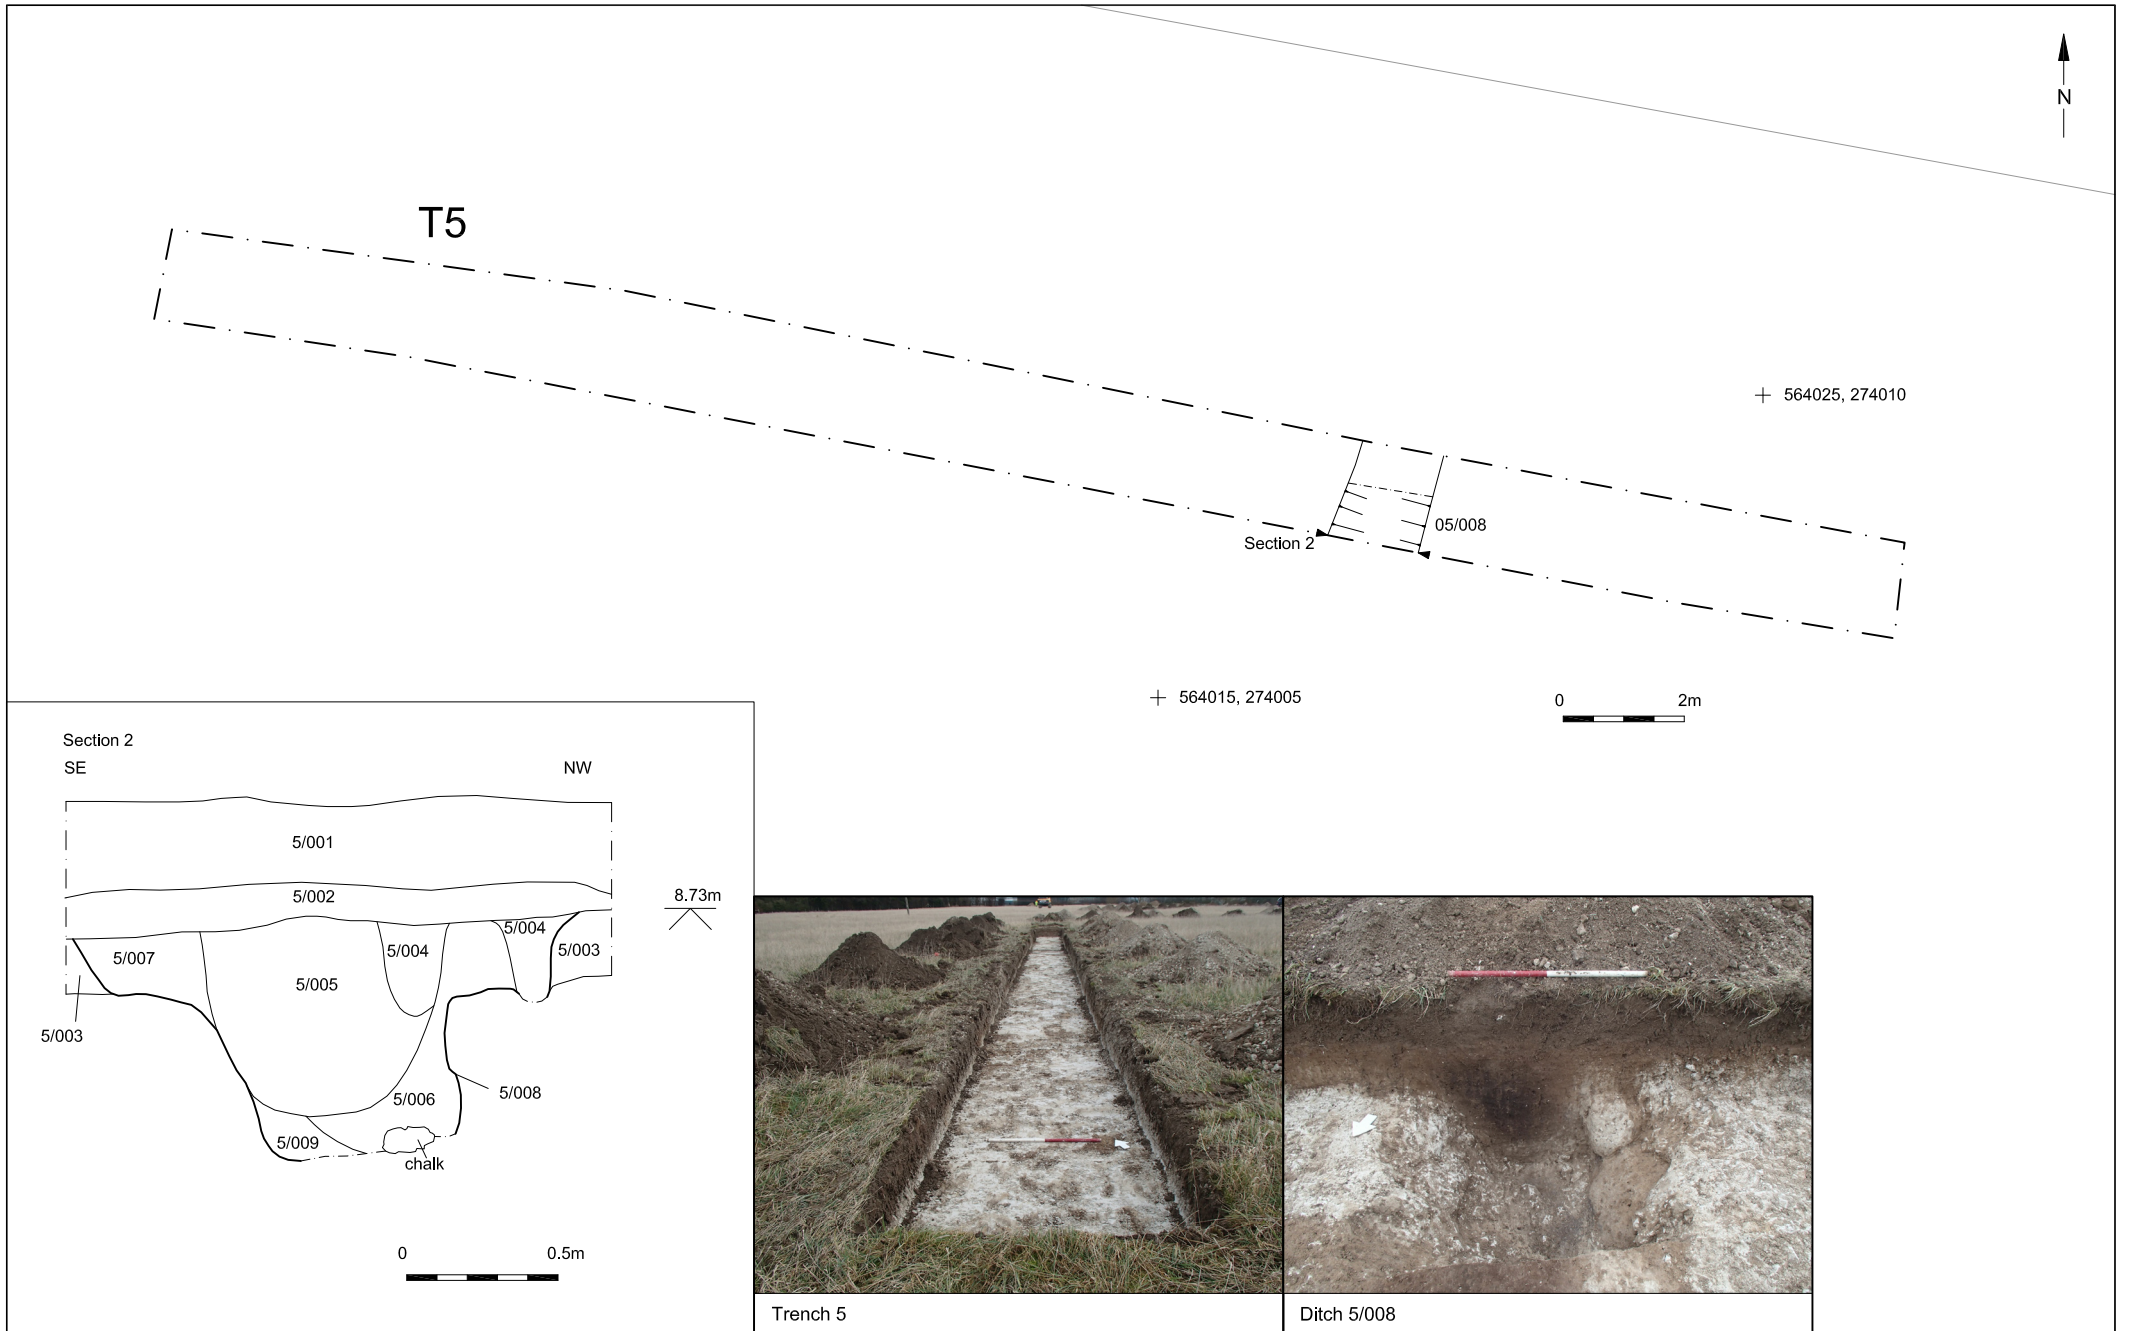 N
T5
564025, 274010
05/008
Section 2
564015, 274005
0 2m
Section 2
SE NW
5/001
5/002
8.73m
5/004
5/004
5/003
5/007
5/005
5/003
5/008
5/006
5/009
chalk
0 0.5m
Trench 5
Ditch 5/008